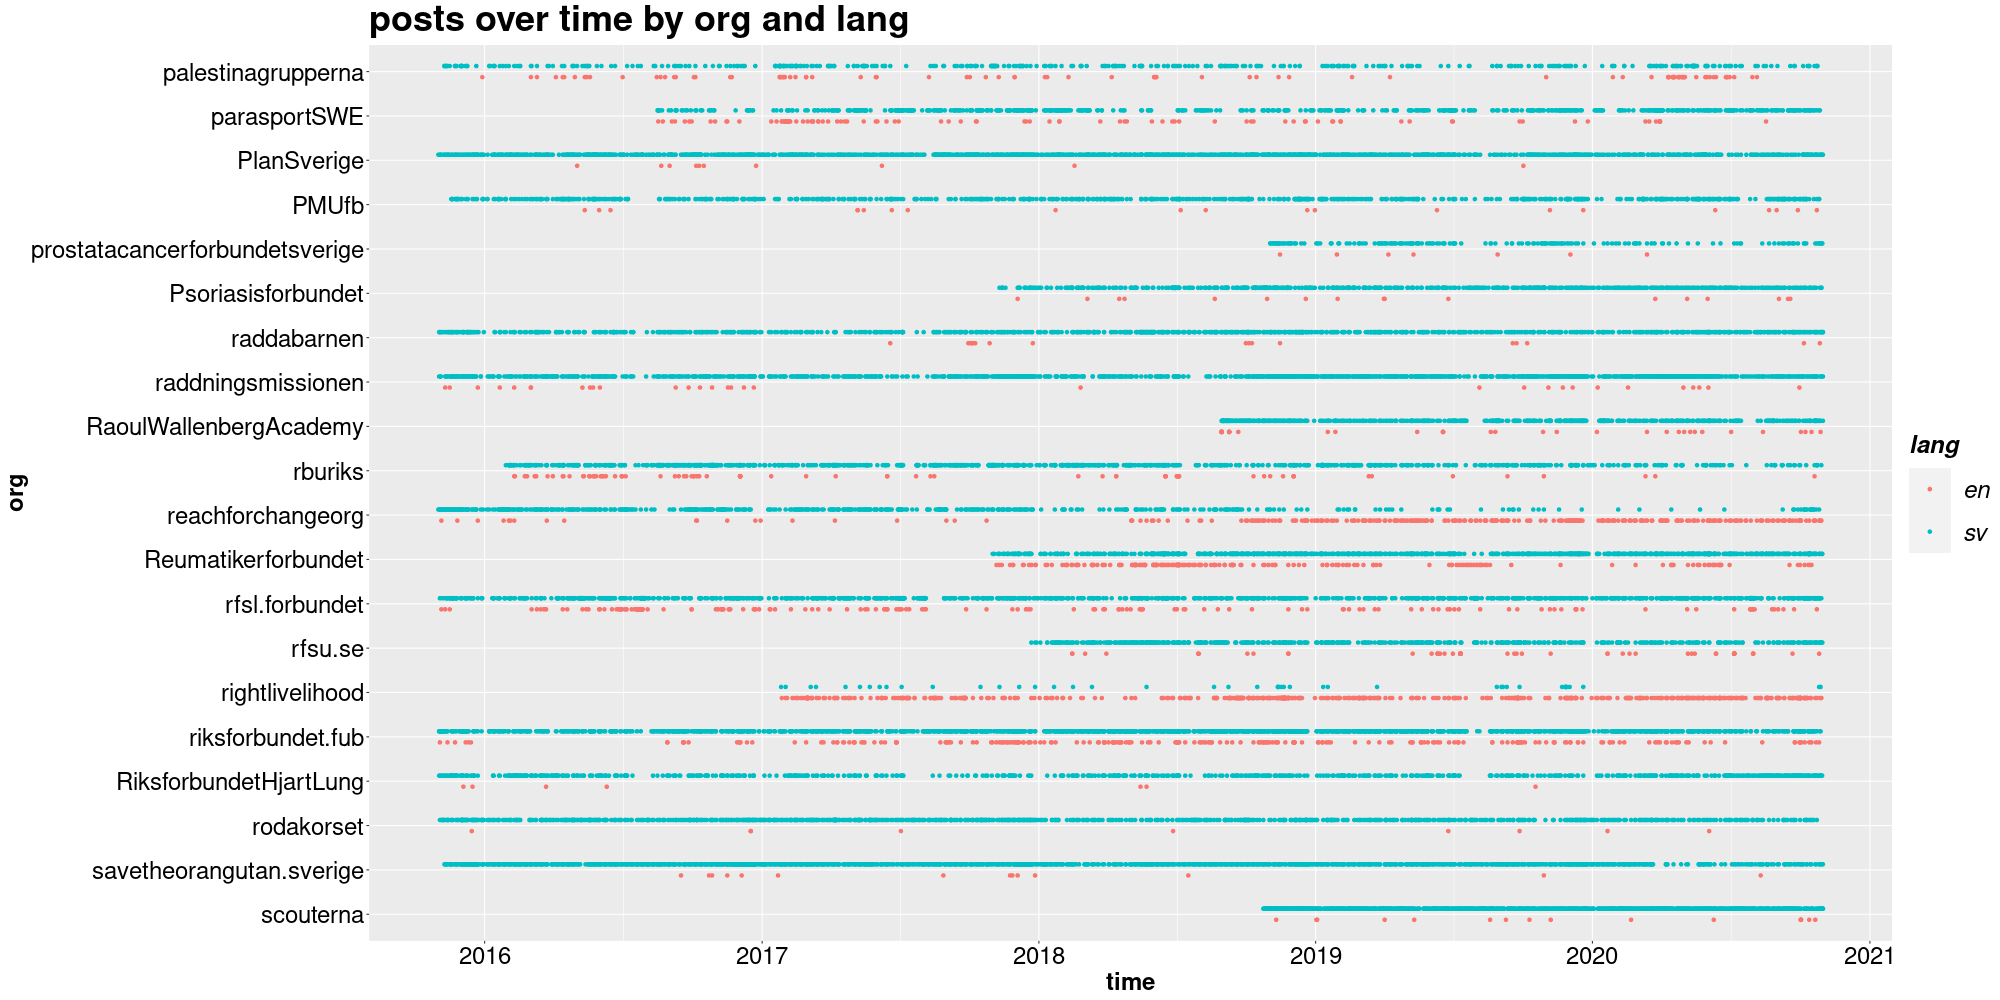 posts over time by org and lang
palestinagrupperna
parasportSWE
PlanSverige
PMUfb
prostatacancerforbundetsverige
Psoriasisforbundet
raddabarnen
raddningsmissionen
RaoulWallenbergAcademy
rburiks
reachforchangeorg
Reumatikerforbundet
rfsl.forbundet
rfsu.se
rightlivelihood
riksforbundet.fub
RiksforbundetHjartLung
rodakorset
savetheorangutan.sverige
scouterna
org
2016 2017 2018 2019 2020 2021
time
lang
en
sv